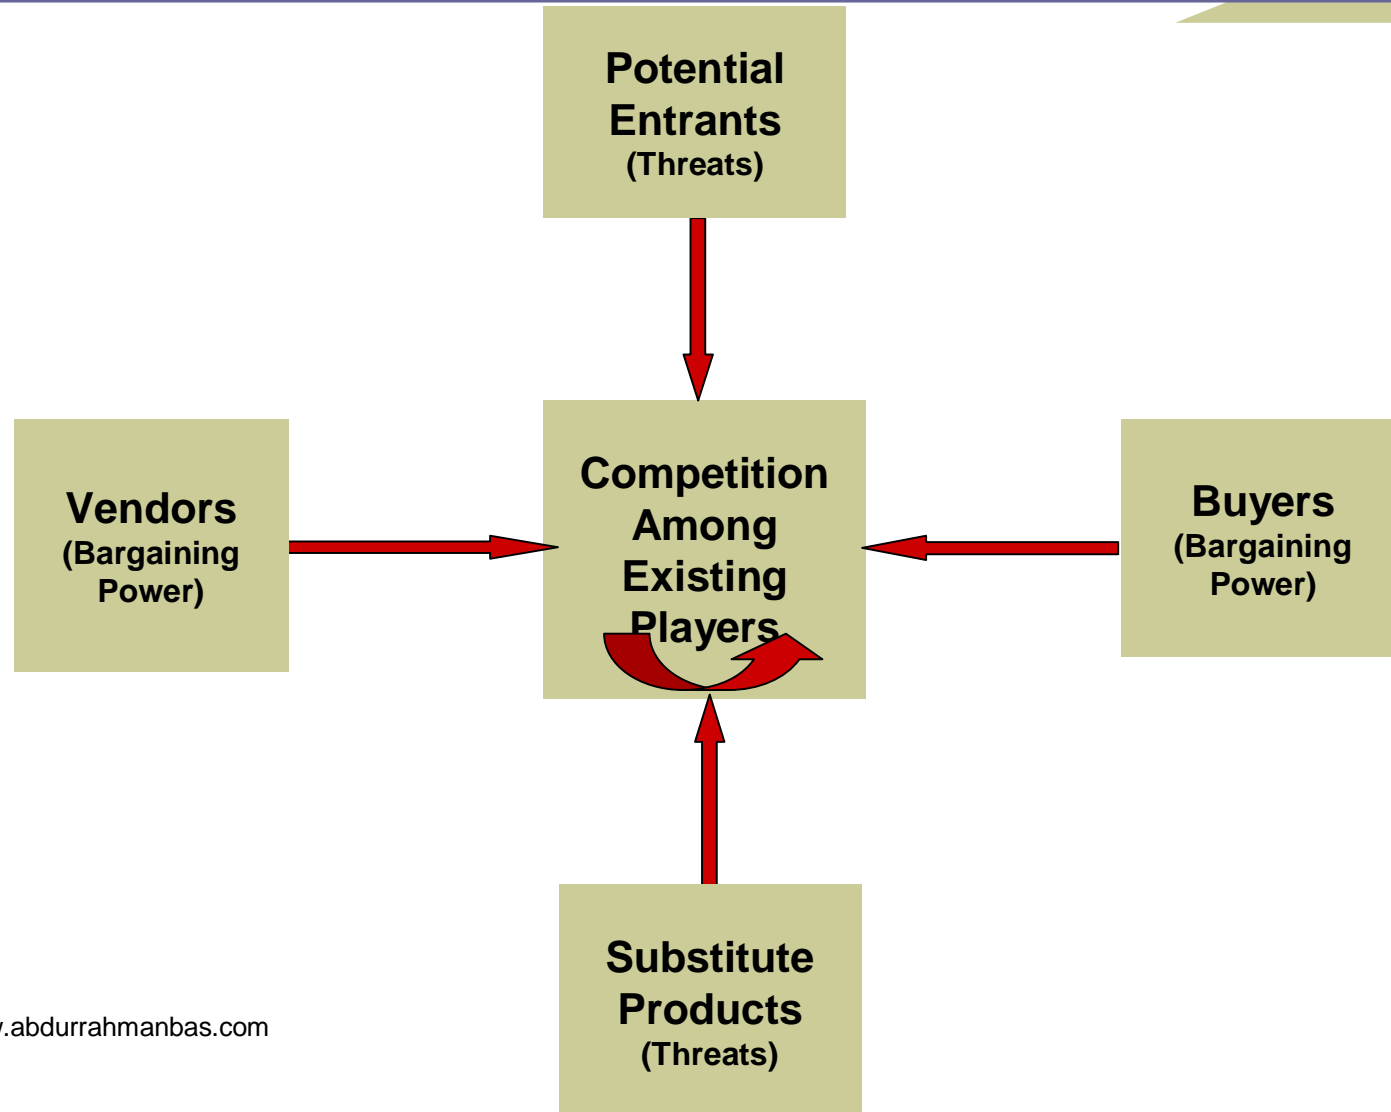 Potential
Entrants
(Threats)
Competition
Among
Existing
Players
Vendors
(Bargaining
Power)
Buyers
(Bargaining
Power)
Substitute
Products
(Threats)
.abdurrahmanbas.com